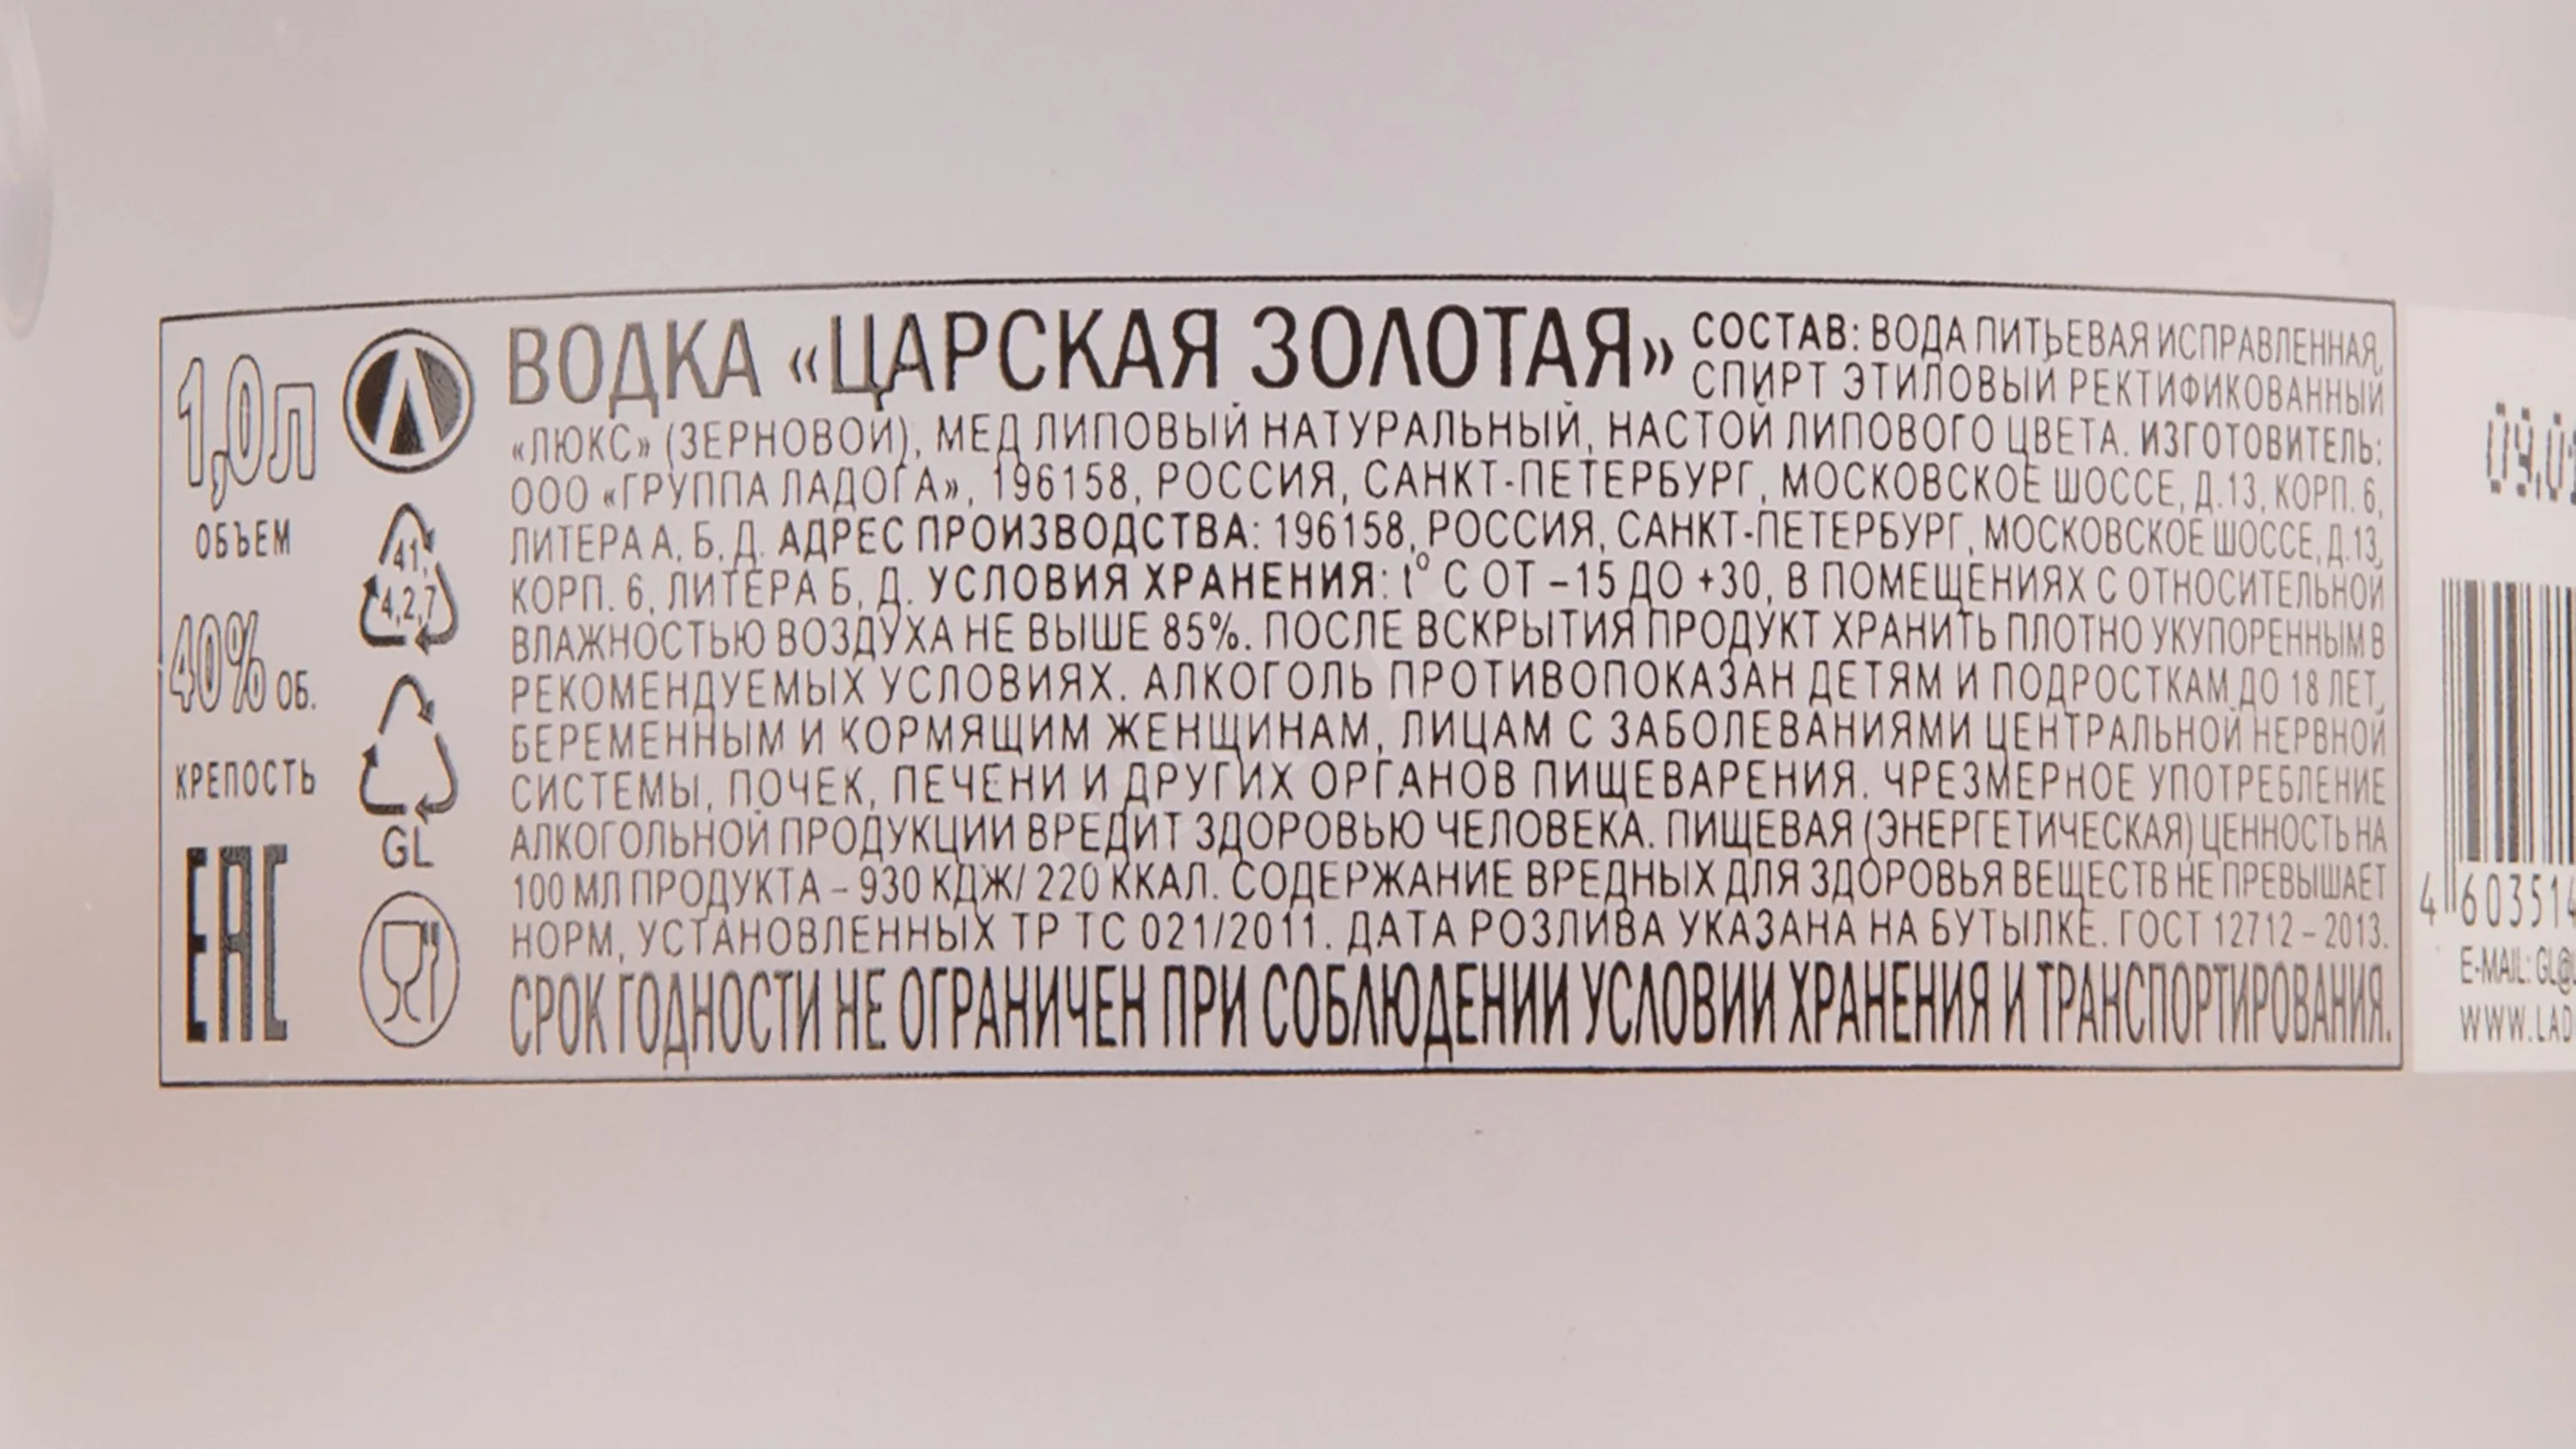 1,0л
ОБЪЕМ
40% ОБ.
КРЕПОСТЬ
EAC
41,
4,2,7
GL
ВОДКА «ЦАРСКАЯ ЗОЛОТАЯ» СОСТАВ: ВОДА ПИТЬЕВАЯ ИСПРАВЛЕННАЯ,
СПИРТ ЭТИЛОВЫЙ РЕКТИФИКОВАННЫЙ
«ЛЮКС» (ЗЕРНОВОЙ), МЕД ЛИПОВЫЙ НАТУРАЛЬНЫЙ, НАСТОЙ ЛИПОВОГО ЦВЕТА. ИЗГОТОВИТЕЛЬ:
ООО «ГРУППА ЛАДОГА», 196158, РОССИЯ, САНКТ-ПЕТЕРБУРГ, МОСКОВСКОЕ ШОССЕ, Д.13, КОРП. 6,
ЛИТЕРА А, Б, Д. АДРЕС ПРОИЗВОДСТВА: 196158, РОССИЯ, САНКТ-ПЕТЕРБУРГ, МОСКОВСКОЕ ШОССЕ, Д.13,
КОРП. 6, ЛИТЕРА Б, Д. УСЛОВИЯ ХРАНЕНИЯ: t° С ОТ –15 ДО +30, В ПОМЕЩЕНИЯХ С ОТНОСИТЕЛЬНОЙ
ВЛАЖНОСТЬЮ ВОЗДУХА НЕ ВЫШЕ 85%. ПОСЛЕ ВСКРЫТИЯ ПРОДУКТ ХРАНИТЬ ПЛОТНО УКУПОРЕННЫМ В
РЕКОМЕНДУЕМЫХ УСЛОВИЯХ. АЛКОГОЛЬ ПРОТИВОПОКАЗАН ДЕТЯМ И ПОДРОСТКАМ ДО 18 ЛЕТ,
БЕРЕМЕННЫМ И КОРМЯЩИМ ЖЕНЩИНАМ, ЛИЦАМ С ЗАБОЛЕВАНИЯМИ ЦЕНТРАЛЬНОЙ НЕРВНОЙ
СИСТЕМЫ, ПОЧЕК, ПЕЧЕНИ И ДРУГИХ ОРГАНОВ ПИЩЕВАРЕНИЯ. ЧРЕЗМЕРНОЕ УПОТРЕБЛЕНИЕ
АЛКОГОЛЬНОЙ ПРОДУКЦИИ ВРЕДИТ ЗДОРОВЬЮ ЧЕЛОВЕКА. ПИЩЕВАЯ (ЭНЕРГЕТИЧЕСКАЯ) ЦЕННОСТЬ НА
100 МЛ ПРОДУКТА – 930 КДЖ/ 220 ККАЛ. СОДЕРЖАНИЕ ВРЕДНЫХ ДЛЯ ЗДОРОВЬЯ ВЕЩЕСТВ НЕ ПРЕВЫШАЕТ
НОРМ, УСТАНОВЛЕННЫХ ТР ТС 021/2011. ДАТА РОЗЛИВА УКАЗАНА НА БУТЫЛКЕ. ГОСТ 12712 – 2013.
СРОК ГОДНОСТИ НЕ ОГРАНИЧЕН ПРИ СОБЛЮДЕНИИ УСЛОВИЙ ХРАНЕНИЯ И ТРАНСПОРТИРОВАНИЯ.
4 603514
E-MAIL: GL@
WWW.LAD